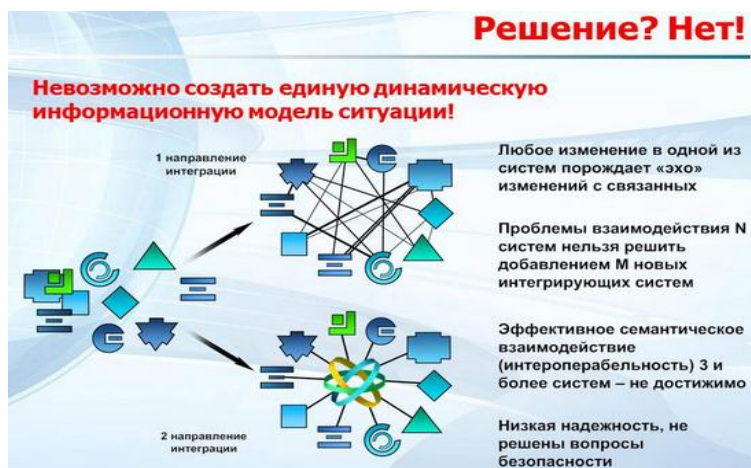 Решение? Нет!
Невозможно создать единую динамическую
информационную модель ситуации!
1 направление
интеграции
Любое изменение в одной из
систем порождает «эхо»
изменений с связанных
Проблемы взаимодействия N
систем нельзя решить
добавлением M новых
интегрирующих систем
Эффективное семантическое
взаимодействие
(интероперабельность) 3 и
более систем – не достижимо
2 направление
интеграции
Низкая надежность, не
решены вопросы
безопасности